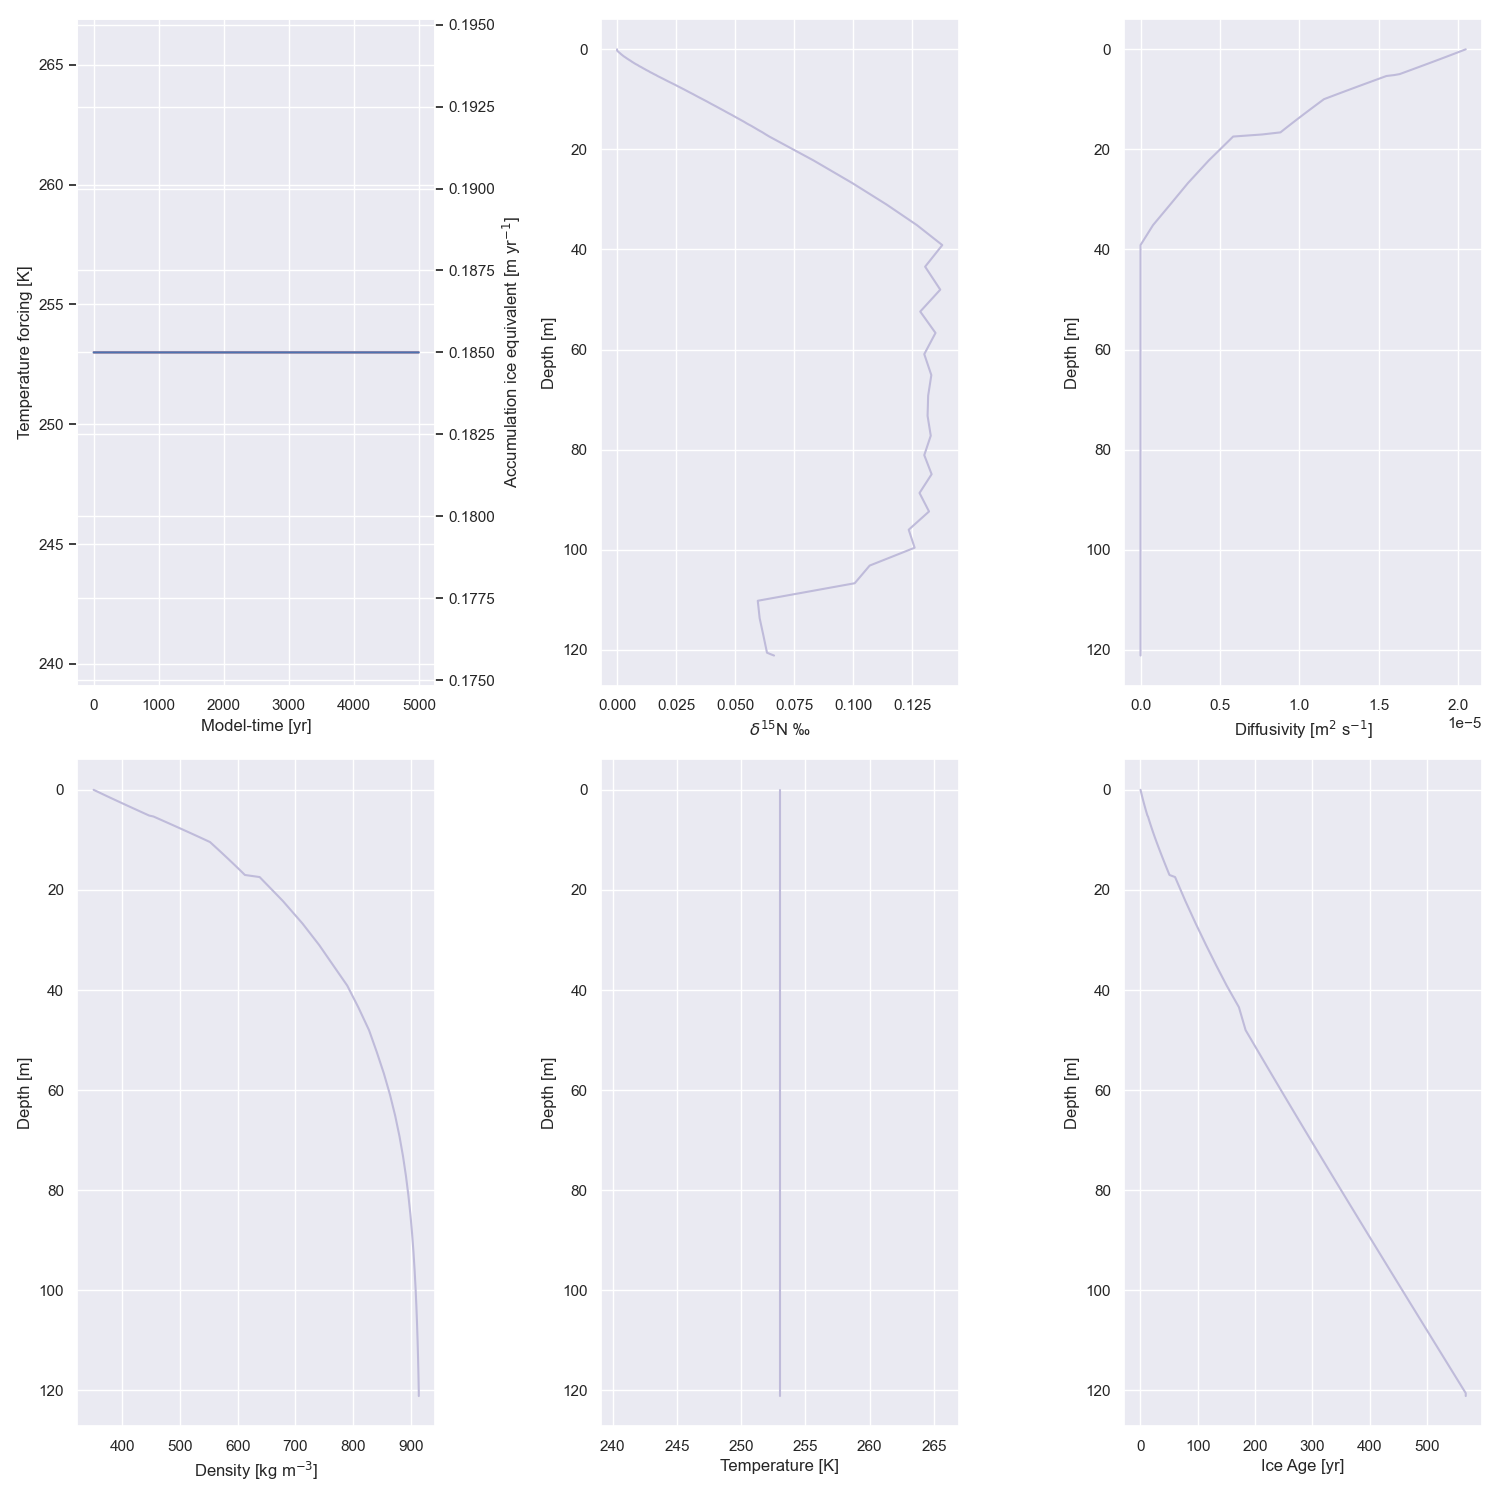 265
260
255
250
245
240
Temperature forcing [K]
0.1950
0.1925
0.1900
0.1875
0.1850
0.1825
0.1800
0.1775
0.1750
Accumulation ice equivalent [m yr⁻¹]
0 1000 2000 3000 4000 5000
Model-time [yr]
0
20
40
60
80
100
120
Depth [m]
0.000 0.025 0.050 0.075 0.100 0.125
δ¹⁵N ‰
0
20
40
60
80
100
120
Depth [m]
0.0 0.5 1.0 1.5 2.0
1e−5
Diffusivity [m² s⁻¹]
0
20
40
60
80
100
120
Depth [m]
400 500 600 700 800 900
Density [kg m⁻³]
0
20
40
60
80
100
120
Depth [m]
240 245 250 255 260 265
Temperature [K]
0
20
40
60
80
100
120
Depth [m]
0 100 200 300 400 500
Ice Age [yr]